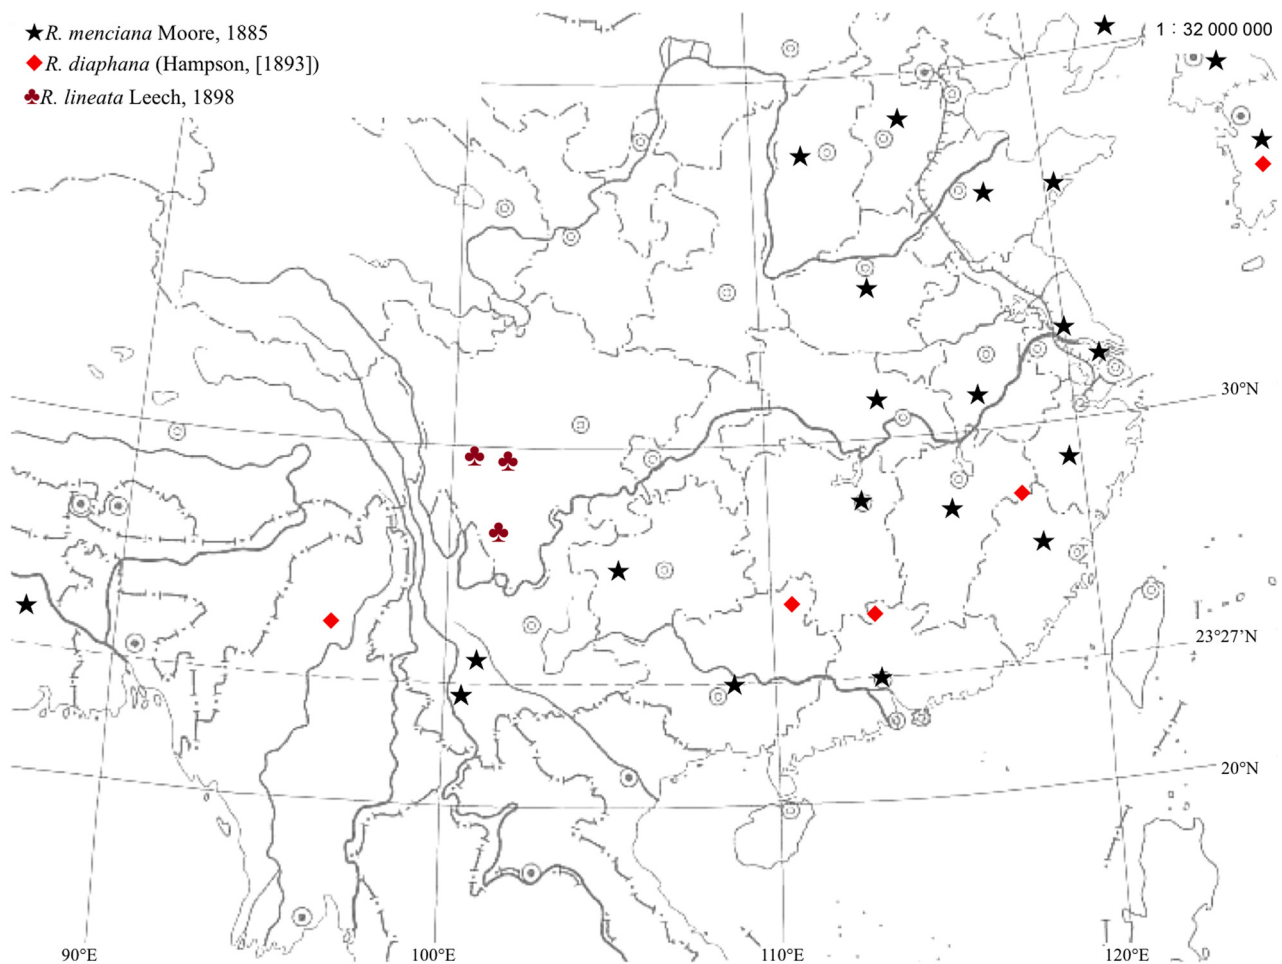 ★R. menciana Moore, 1885
◆R. diaphana (Hampson, [1893])
♣R. lineata Leech, 1898
1 : 32 000 000
30°N
23°27'N
20°N
90°E 100°E 110°E 120°E